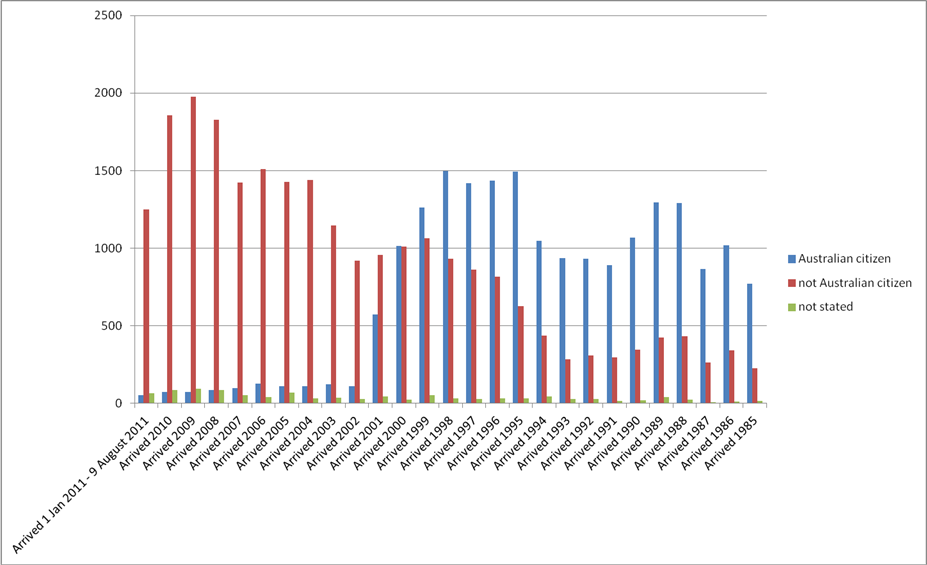 2500
2000
1500
1000
500
0
Arrived 1 Jan 2011 - 9 August 2011
Arrived 2010
Arrived 2009
Arrived 2008
Arrived 2007
Arrived 2006
Arrived 2005
Arrived 2004
Arrived 2003
Arrived 2002
Arrived 2001
Arrived 2000
Arrived 1999
Arrived 1998
Arrived 1997
Arrived 1996
Arrived 1995
Arrived 1994
Arrived 1993
Arrived 1992
Arrived 1991
Arrived 1990
Arrived 1989
Arrived 1988
Arrived 1987
Arrived 1986
Arrived 1985
Australian citizen
not Australian citizen
not stated